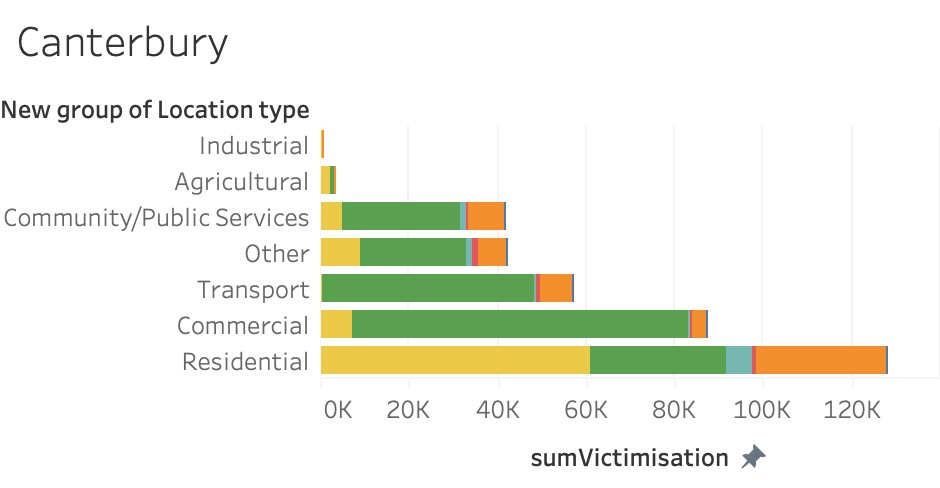 Canterbury
New group of Location type
Industrial
Agricultural
Community/Public Services
Other
Transport
Commercial
Residential
0K 20K 40K 60K 80K 100K 120K
sumVictimisation